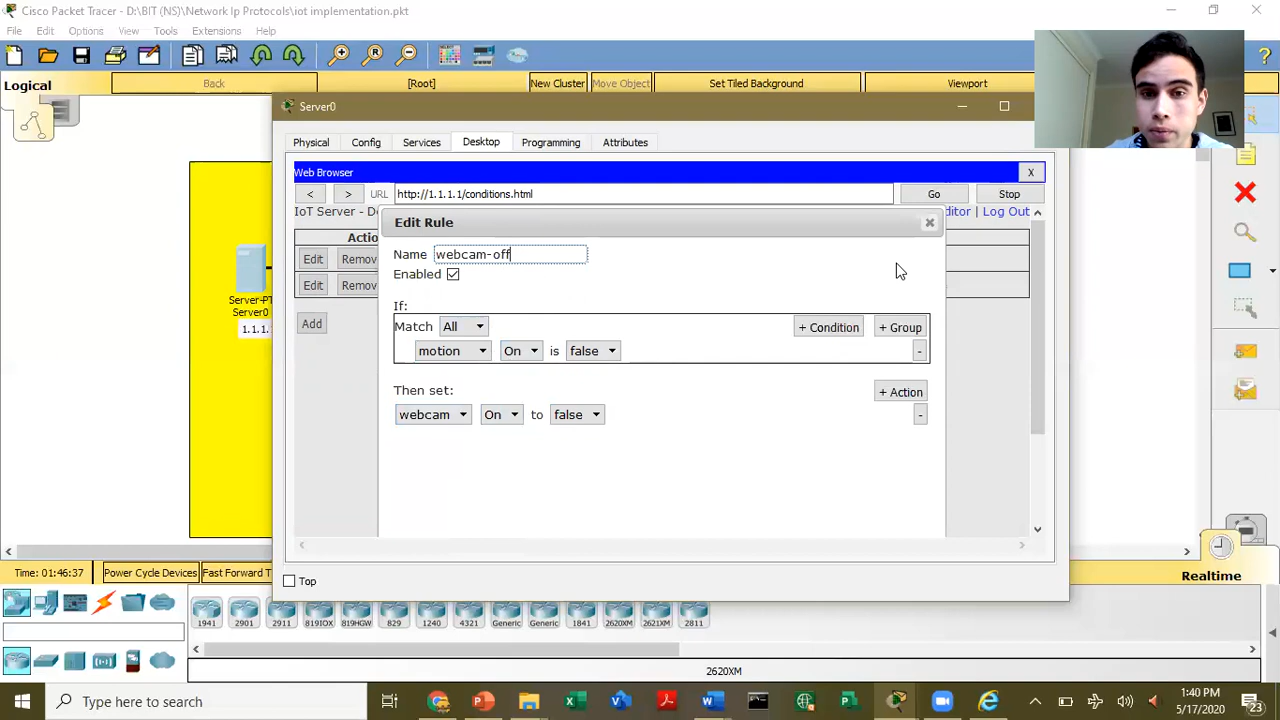 Cisco Packet Tracer - D:\BIT (NS)\Network Ip Protocols\iot implementation.pkt
File Edit Options View Tools Extensions Help
Logical Back [Root] New Cluster Move Object Set Tiled Background Viewport
Server0
Physical Config Services Desktop Programming Attributes
Web Browser X
< > URL http://1.1.1.1/conditions.html Go Stop
IoT Server - D Log Out
Edit Rule
Edit Remov
Edit Remov
Add
Name webcam-off
Enabled
If:
Match All + Condition + Group
motion On is false -
Then set: + Action
webcam On to false -
Server-PT
Server0
1.1.1.
Top
Time: 01:46:37 Power Cycle Devices Fast Forward T Realtime
1941 2901 2911 819IOX 819HGW 829 1240 4321 Generic Generic 1841 2620XM 2621XM 2811
2620XM
Type here to search
1:40 PM
5/17/2020
23